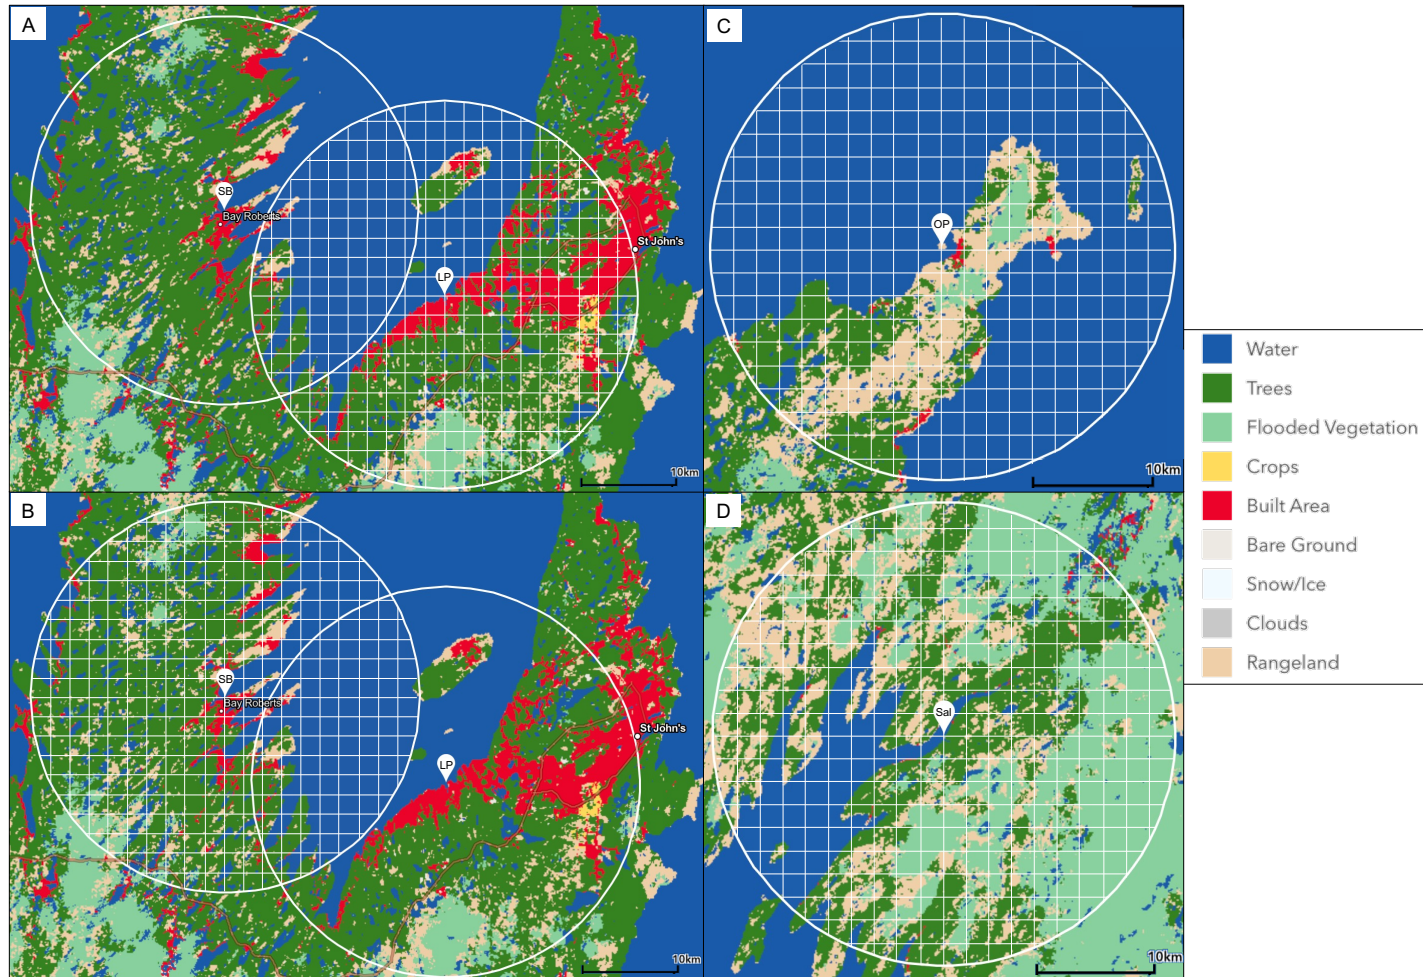 A
SB
Bay Roberts
LP
St John's
10km
C
OP
10km
B
SB
Bay Roberts
LP
St John's
10km
D
Sal
10km
Water
Trees
Flooded Vegetation
Crops
Built Area
Bare Ground
Snow/Ice
Clouds
Rangeland